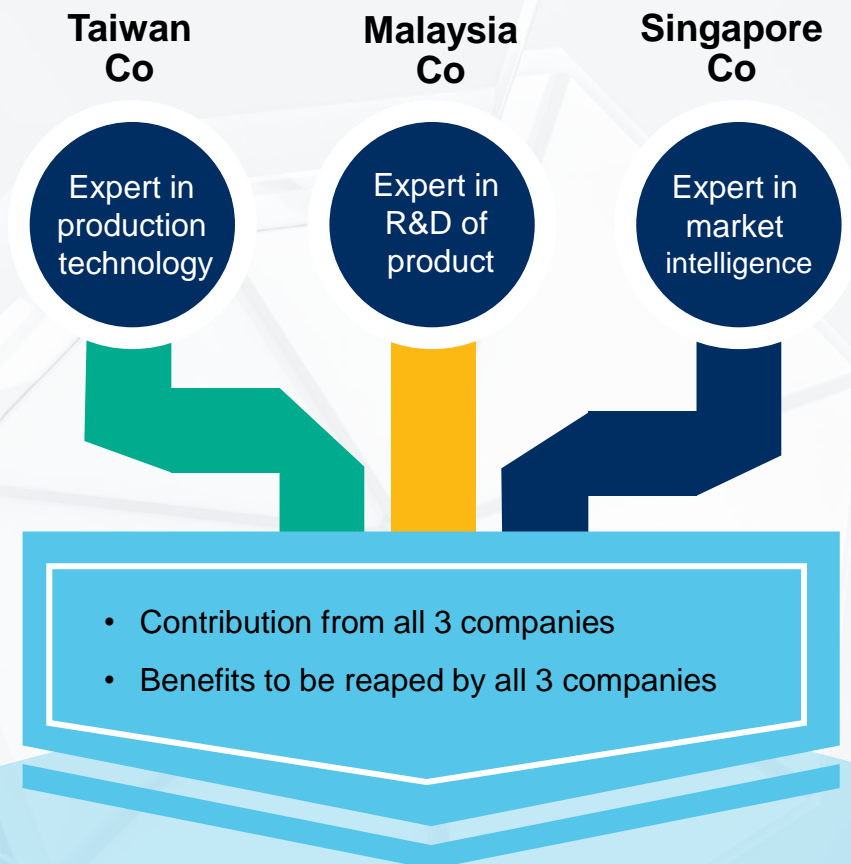 Taiwan
Co
Malaysia
Co
Singapore
Co
Expert in
production
technology
Expert in
R&D of
product
Expert in
market
intelligence
• Contribution from all 3 companies
• Benefits to be reaped by all 3 companies